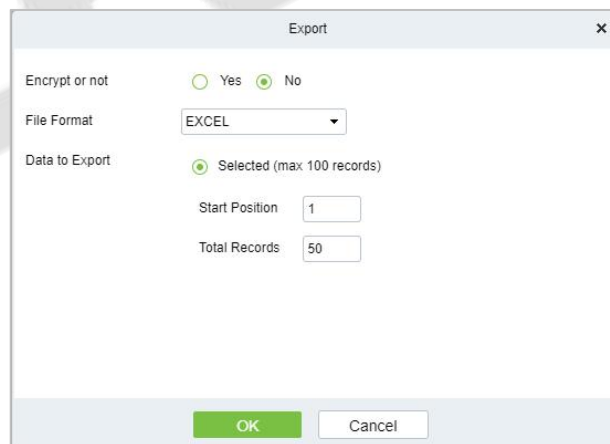 Export
Encrypt or not Yes No
File Format EXCEL
Data to Export Selected (max 100 records)
Start Position 1
Total Records 50
OK Cancel